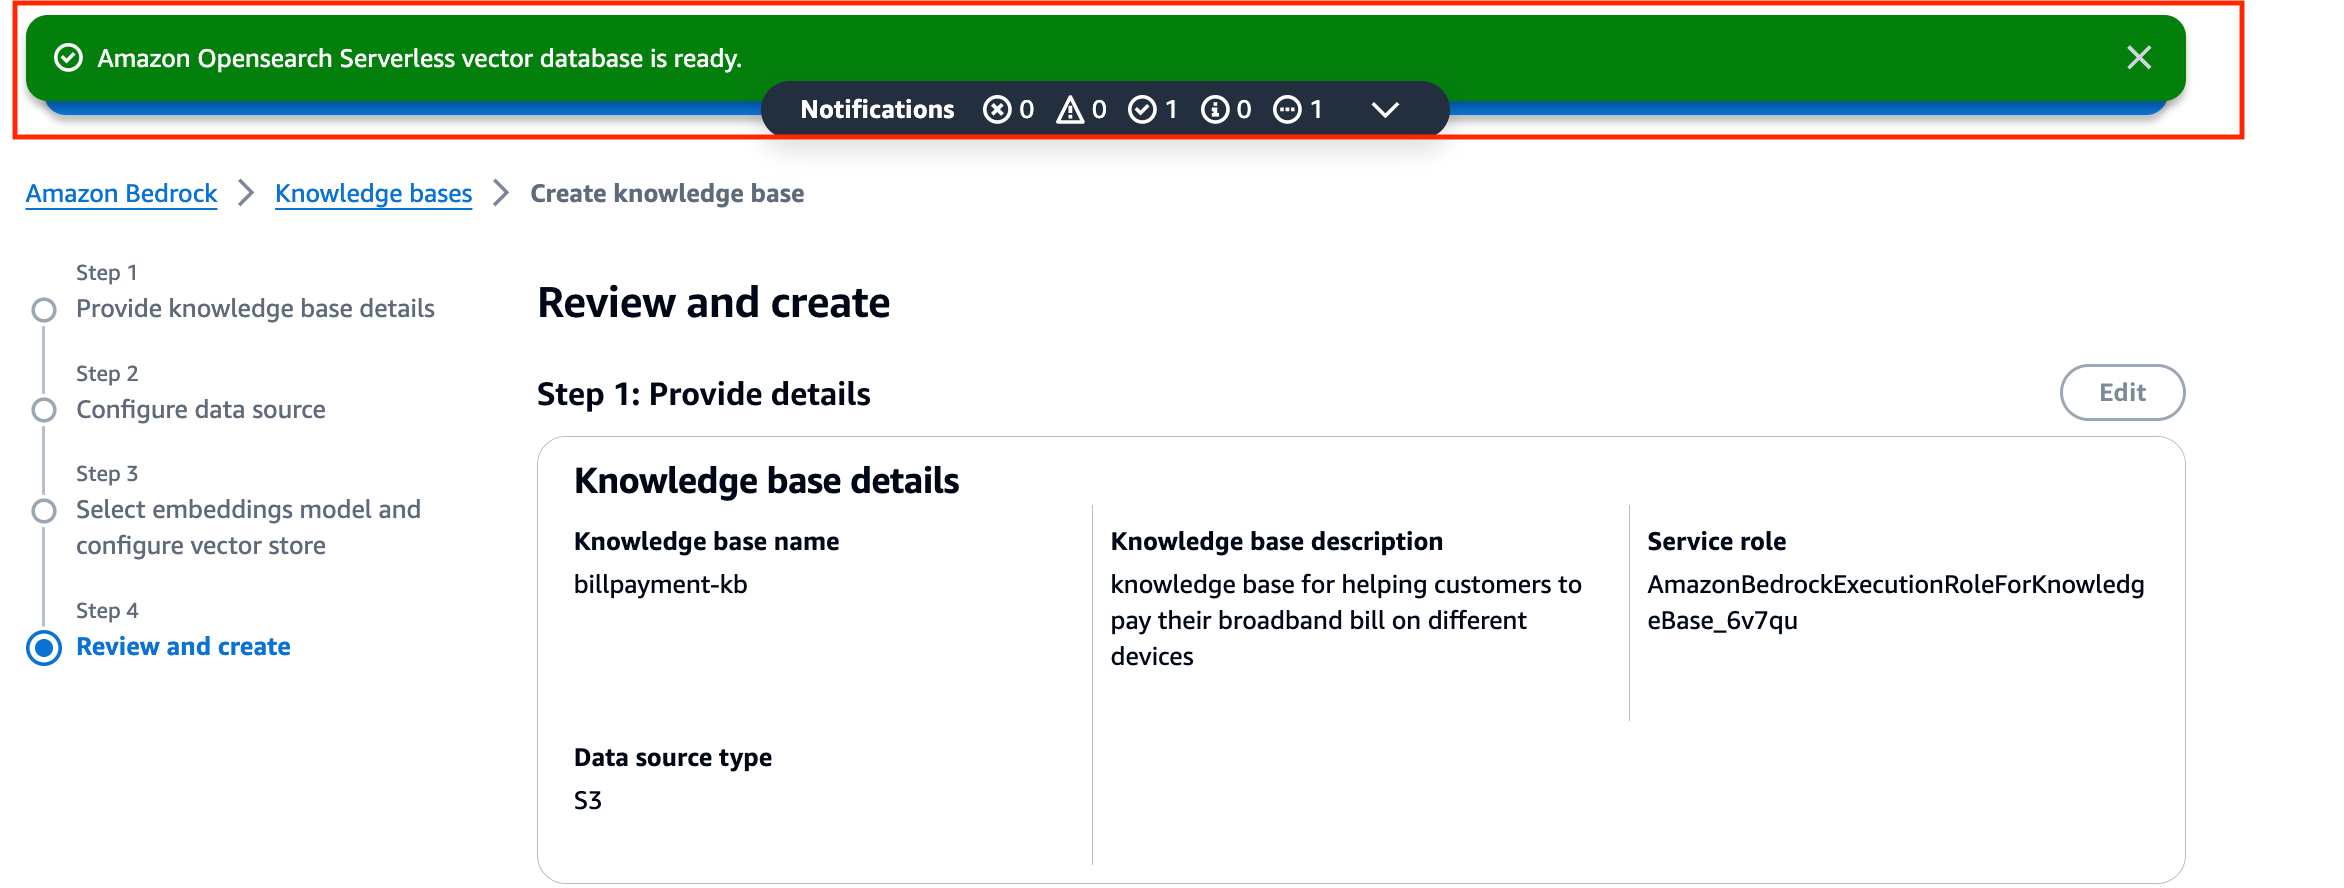 Amazon Opensearch Serverless vector database is ready.
Notifications 0 0 1 0 1
Amazon Bedrock Knowledge bases Create knowledge base
Step 1
Provide knowledge base details
Step 2
Configure data source
Step 3
Select embeddings model and
configure vector store
Step 4
Review and create
Review and create
Step 1: Provide details
Edit
Knowledge base details
Knowledge base name
billpayment-kb
Knowledge base description
knowledge base for helping customers to
pay their broadband bill on different
devices
Service role
AmazonBedrockExecutionRoleForKnowledg
eBase_6v7qu
Data source type
S3